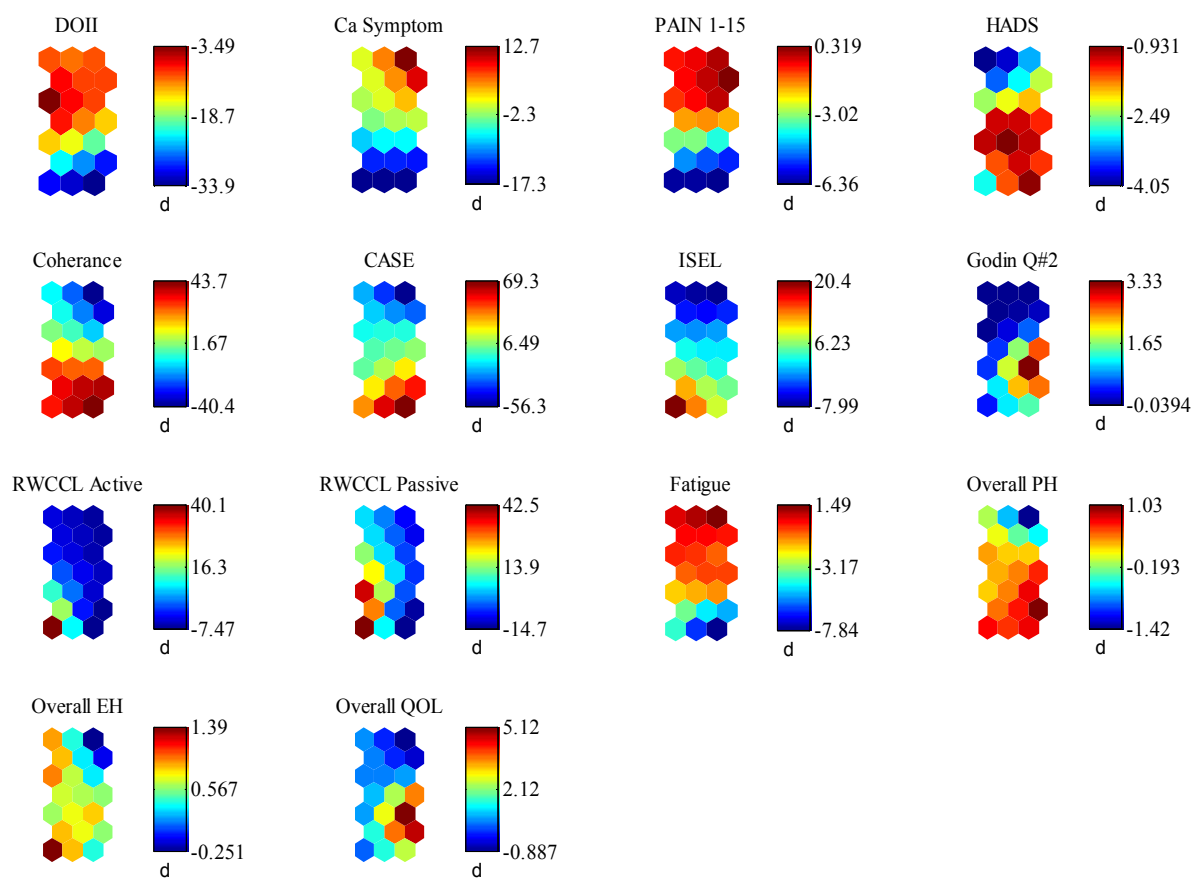 DOII
-3.49
-18.7
-33.9
d
Ca Symptom
12.7
-2.3
-17.3
d
PAIN 1-15
0.319
-3.02
-6.36
d
HADS
-0.931
-2.49
-4.05
d
Coherance
43.7
1.67
-40.4
d
CASE
69.3
6.49
-56.3
d
ISEL
20.4
6.23
-7.99
d
Godin Q#2
3.33
1.65
-0.0394
d
RWCCL Active
40.1
16.3
-7.47
d
RWCCL Passive
42.5
13.9
-14.7
d
Fatigue
1.49
-3.17
-7.84
d
Overall PH
1.03
-0.193
-1.42
d
Overall EH
1.39
0.567
-0.251
d
Overall QOL
5.12
2.12
-0.887
d